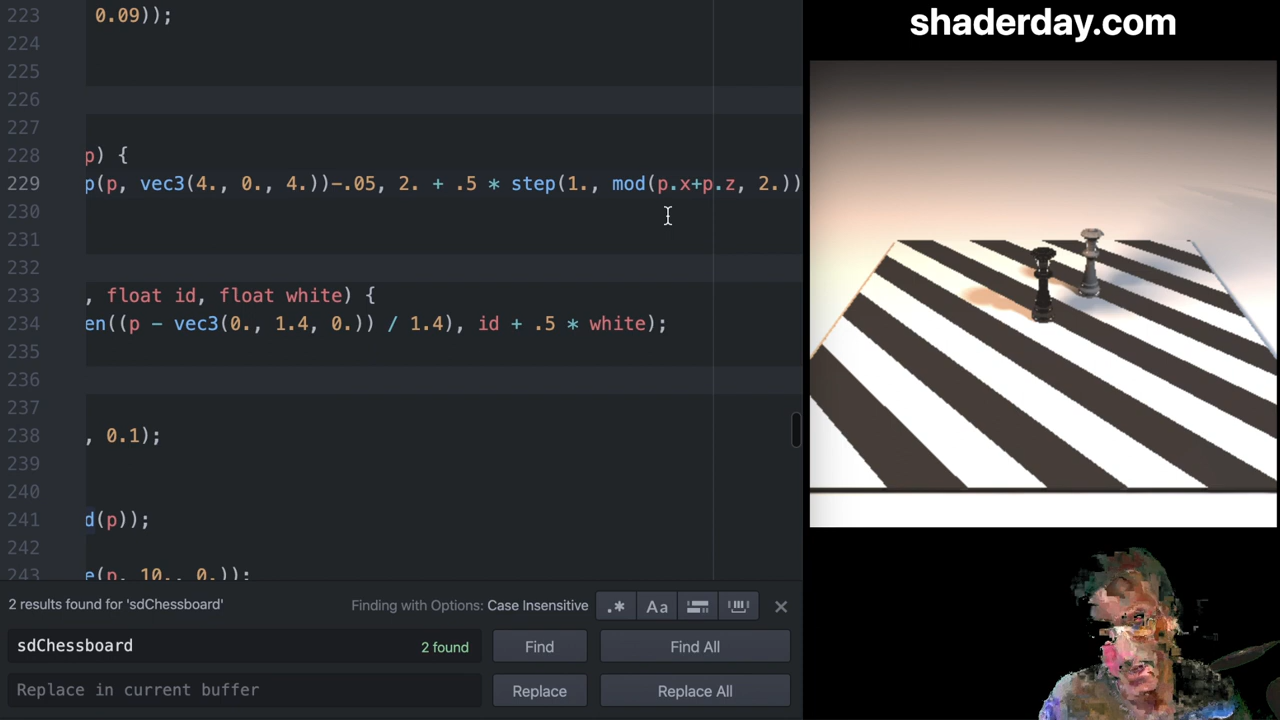 223 0.09));
224
225
226
227
228 p) {
229 p(p, vec3(4., 0., 4.))-.05, 2. + .5 * step(1., mod(p.x+p.z, 2.))
230
231
232
233 , float id, float white) {
234 en((p - vec3(0., 1.4, 0.)) / 1.4), id + .5 * white);
235
236
237
238 , 0.1);
239
240
241 d(p));
242
243 e(p, 10., 0.));
2 results found for 'sdChessboard'
Finding with Options: Case Insensitive
.* Aa
sdChessboard
2 found
Find
Find All
Replace in current buffer
Replace
Replace All
shaderday.com